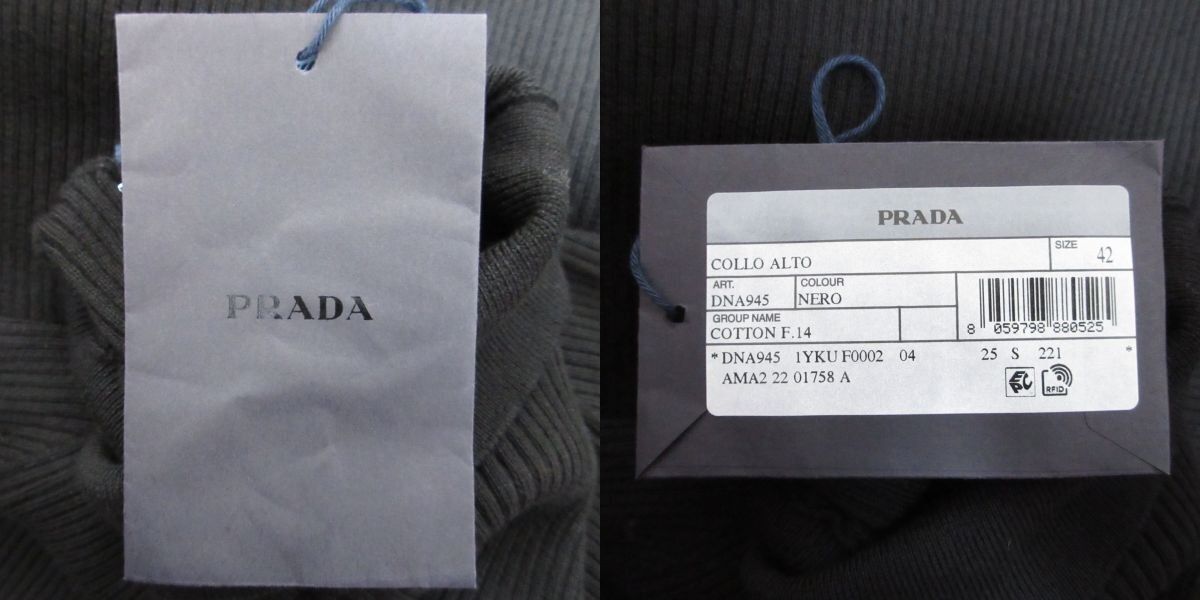 PRADA
PRADA
COLLO ALTO
SIZE 42
ART. DNA945
COLOUR NERO
GROUP NAME
COTTON F.14
8 059798 880525
* DNA945 1YKU F0002 04 25 S 221 *
AMA2 22 01758 A
EPC RFID